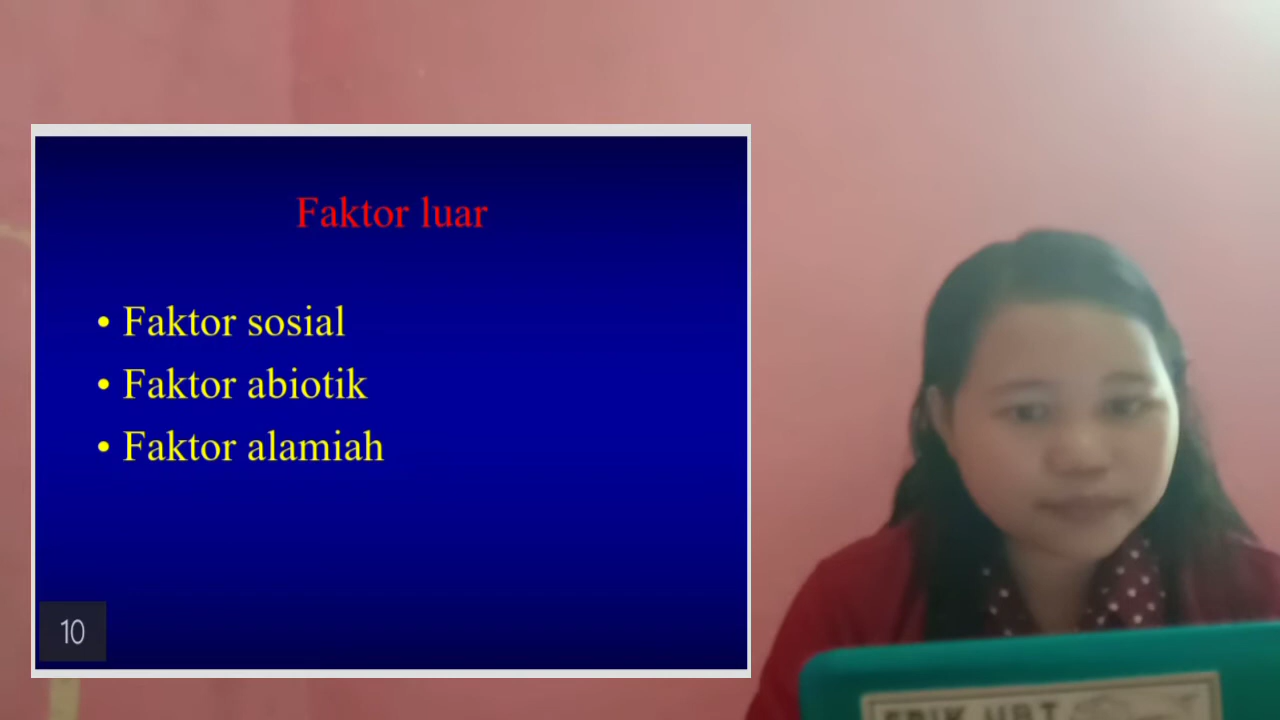 Faktor luar
• Faktor sosial
• Faktor abiotik
• Faktor alamiah
10